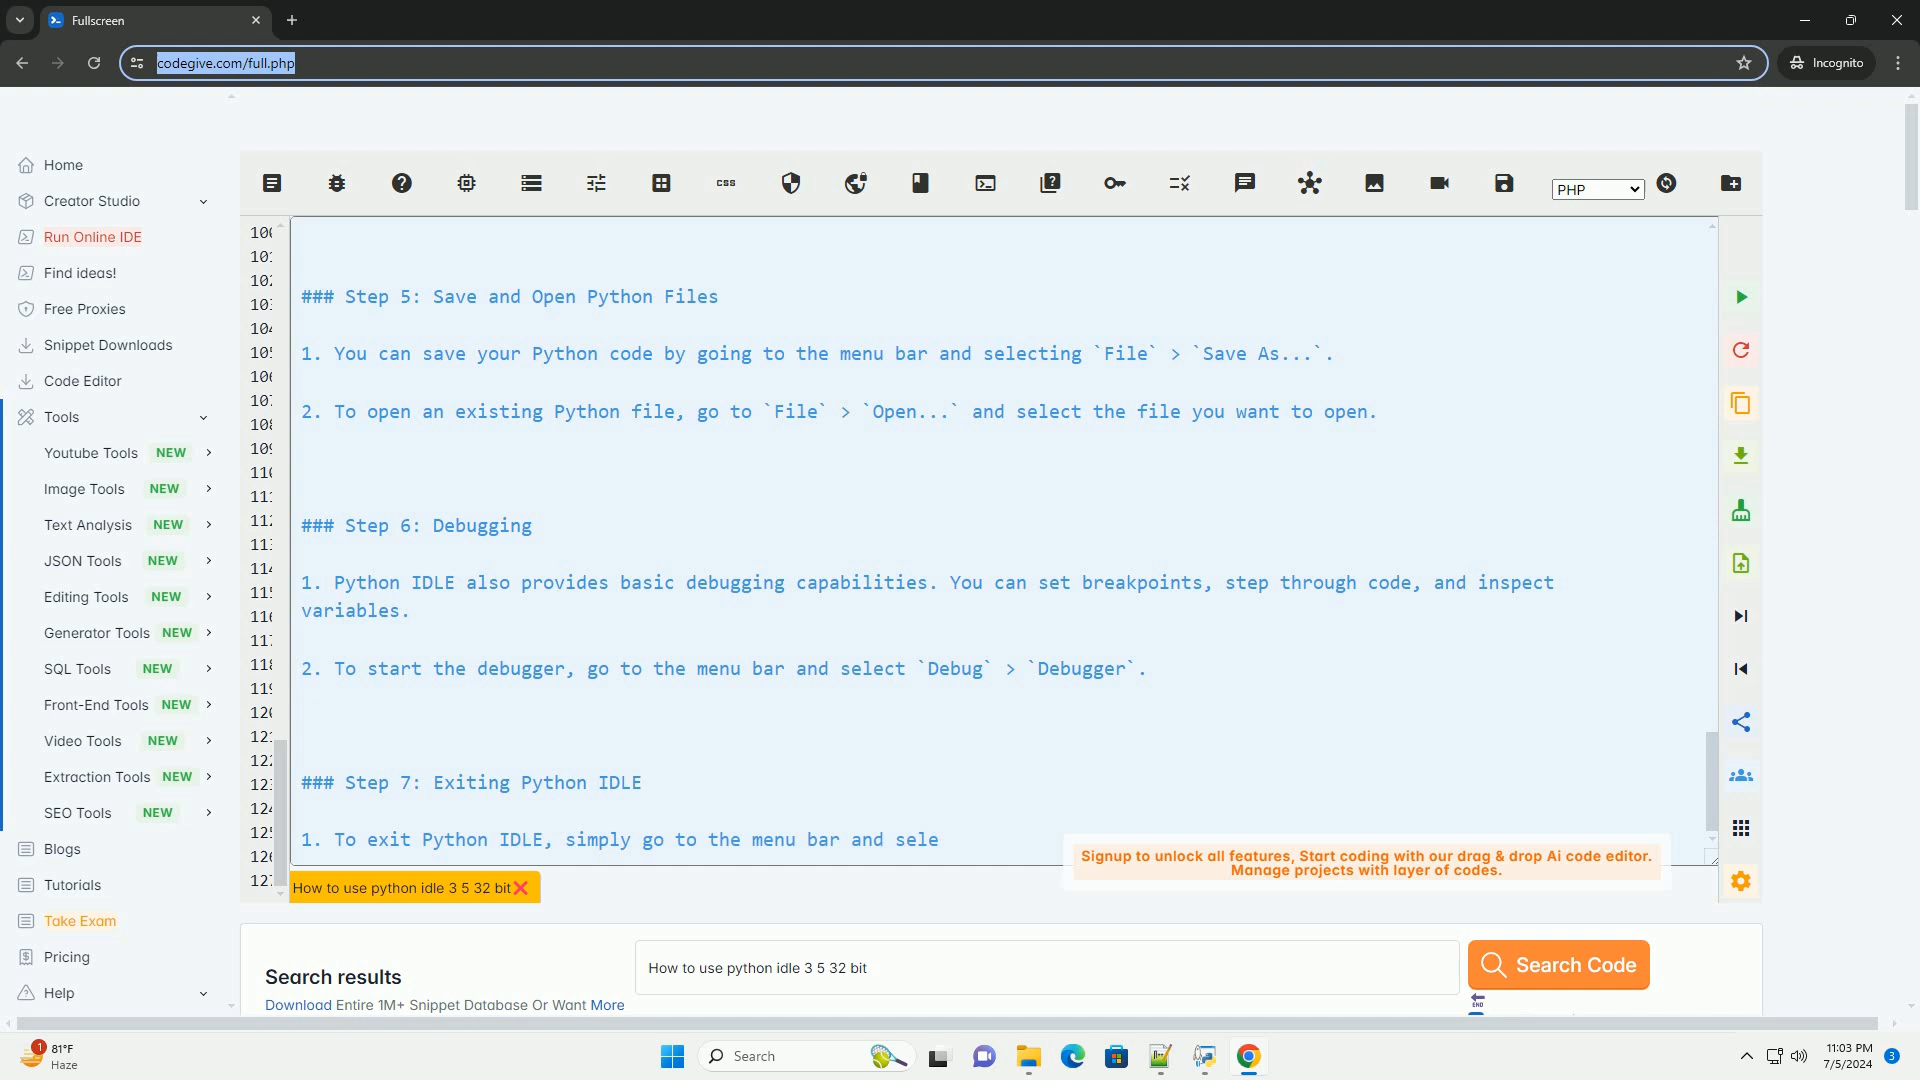 Fullscreen
codegive.com/full.php
Incognito
Home
Creator Studio
Run Online IDE
Find ideas!
Free Proxies
Snippet Downloads
Code Editor
Tools
Youtube Tools NEW
Image Tools NEW
Text Analysis NEW
JSON Tools NEW
Editing Tools NEW
Generator Tools NEW
SQL Tools NEW
Front-End Tools NEW
Video Tools NEW
Extraction Tools NEW
SEO Tools NEW
Blogs
Tutorials
Take Exam
Pricing
Help
CSS
PHP
### Step 5: Save and Open Python Files
1. You can save your Python code by going to the menu bar and selecting `File` > `Save As...`.
2. To open an existing Python file, go to `File` > `Open...` and select the file you want to open.
### Step 6: Debugging
1. Python IDLE also provides basic debugging capabilities. You can set breakpoints, step through code, and inspect
variables.
2. To start the debugger, go to the menu bar and select `Debug` > `Debugger`.
### Step 7: Exiting Python IDLE
1. To exit Python IDLE, simply go to the menu bar and sele
Signup to unlock all features, Start coding with our drag & drop Ai code editor.
Manage projects with layer of codes.
How to use python idle 3 5 32 bit
Search results
How to use python idle 3 5 32 bit
Search Code
Download Entire 1M+ Snippet Database Or Want More
END
1
81°F
Haze
Search
11:03 PM
7/5/2024
3